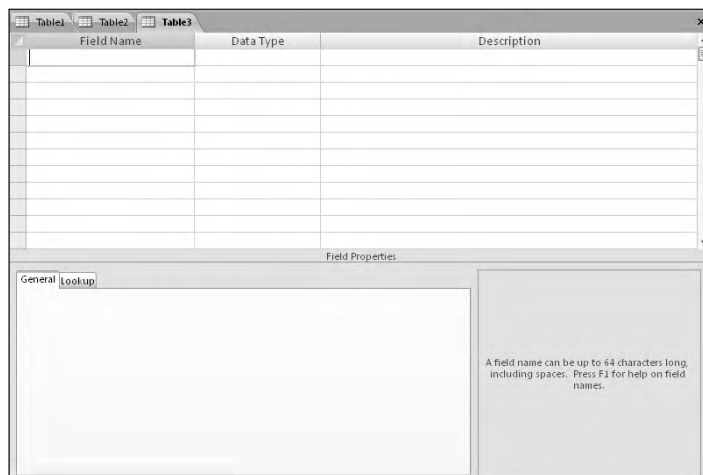 Table1 Table2 Table3
Field Name Data Type Description
Field Properties
General Lookup
A field name can be up to 64 characters long,
including spaces. Press F1 for help on field
names.